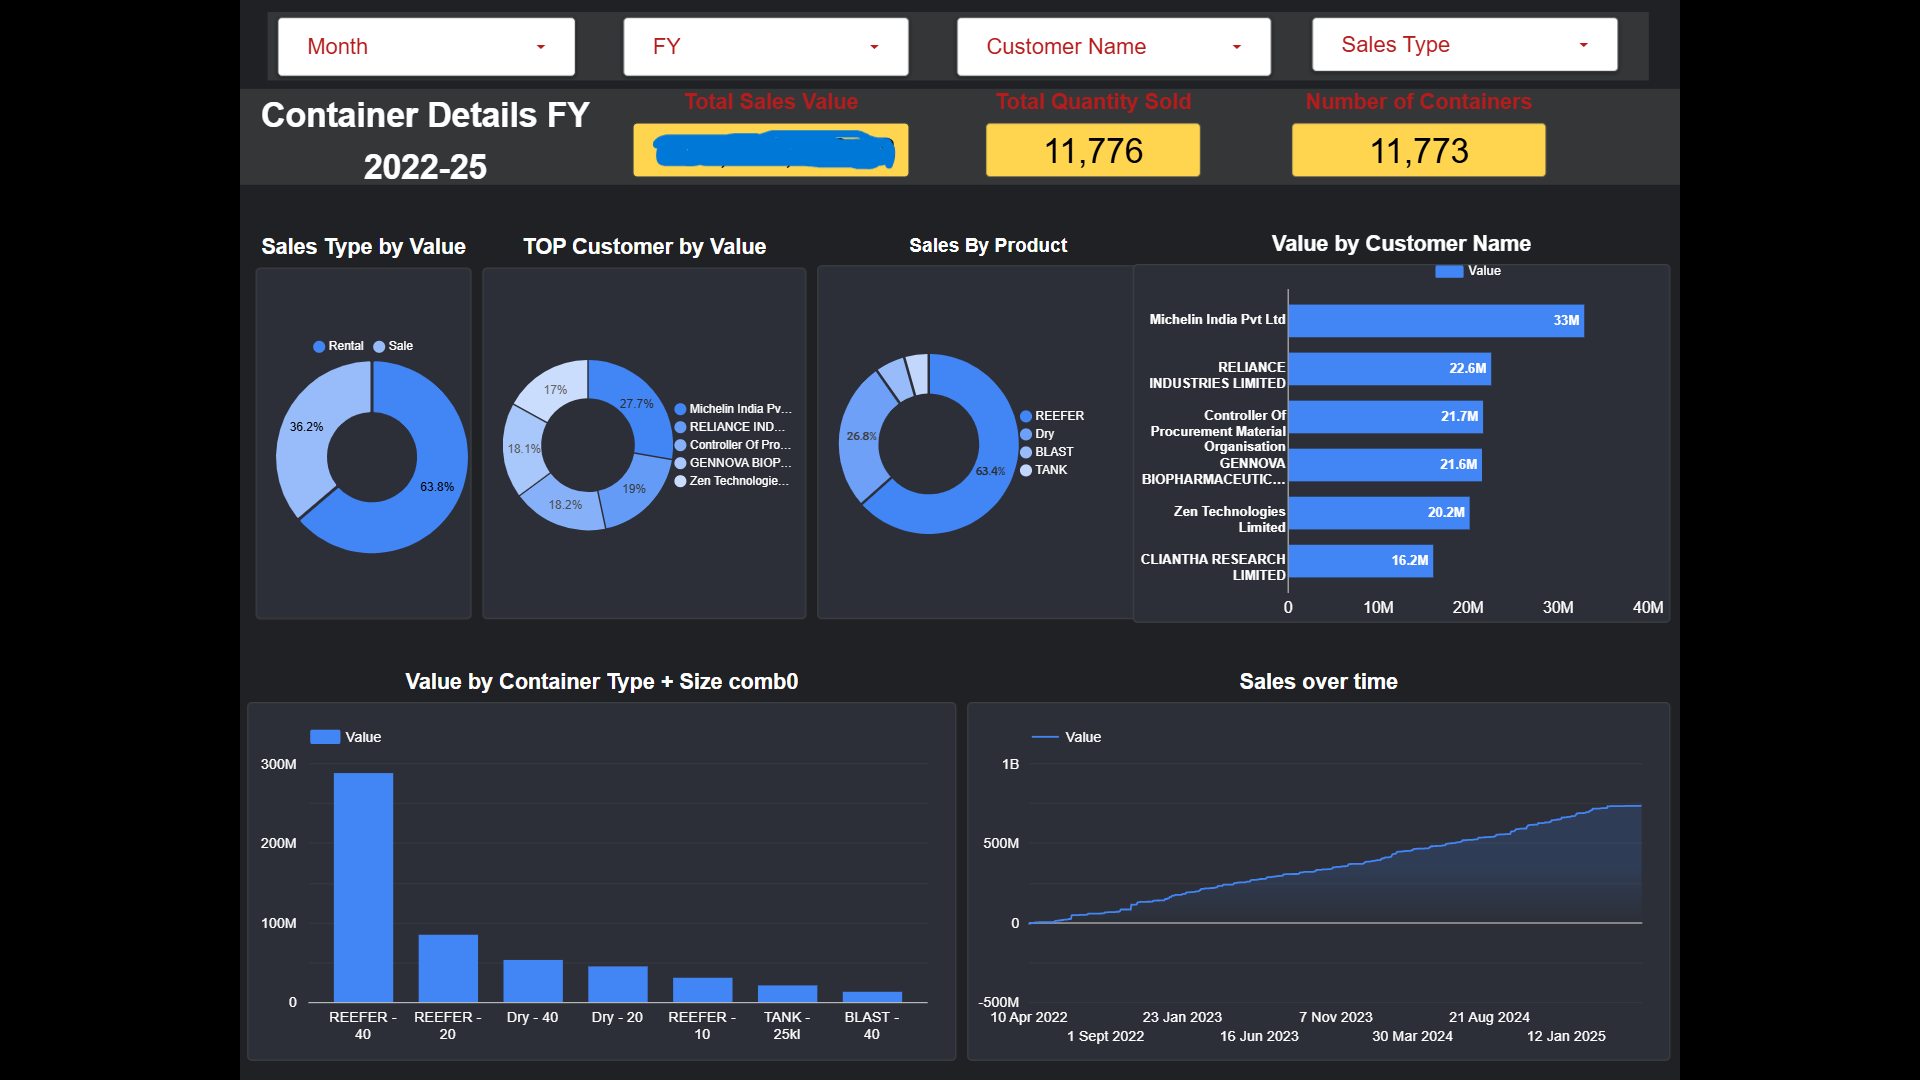 Month
FY
Customer Name
Sales Type
Container Details FY
2022-25
Total Sales Value
Total Quantity Sold
11,776
Number of Containers
11,773
Sales Type by Value
Rental
Sale
36.2%
63.8%
TOP Customer by Value
17%
27.7%
18.1%
18.2%
19%
Michelin India Pv...
RELIANCE IND...
Controller Of Pro...
GENNOVA BIOP...
Zen Technologie...
Sales By Product
26.8%
63.4%
REEFER
Dry
BLAST
TANK
Value by Customer Name
Value
Michelin India Pvt Ltd
33M
RELIANCE
INDUSTRIES LIMITED
22.6M
Controller Of
Procurement Material
Organisation
21.7M
GENNOVA
BIOPHARMACEUTIC...
21.6M
Zen Technologies
Limited
20.2M
CLIANTHA RESEARCH
LIMITED
16.2M
0 10M 20M 30M 40M
Value by Container Type + Size comb0
Value
300M
200M
100M
0
REEFER -
40
REEFER -
20
Dry - 40
Dry - 20
REEFER -
10
TANK -
25kl
BLAST -
40
Sales over time
Value
1B
500M
0
-500M
10 Apr 2022
1 Sept 2022
23 Jan 2023
16 Jun 2023
7 Nov 2023
30 Mar 2024
21 Aug 2024
12 Jan 2025